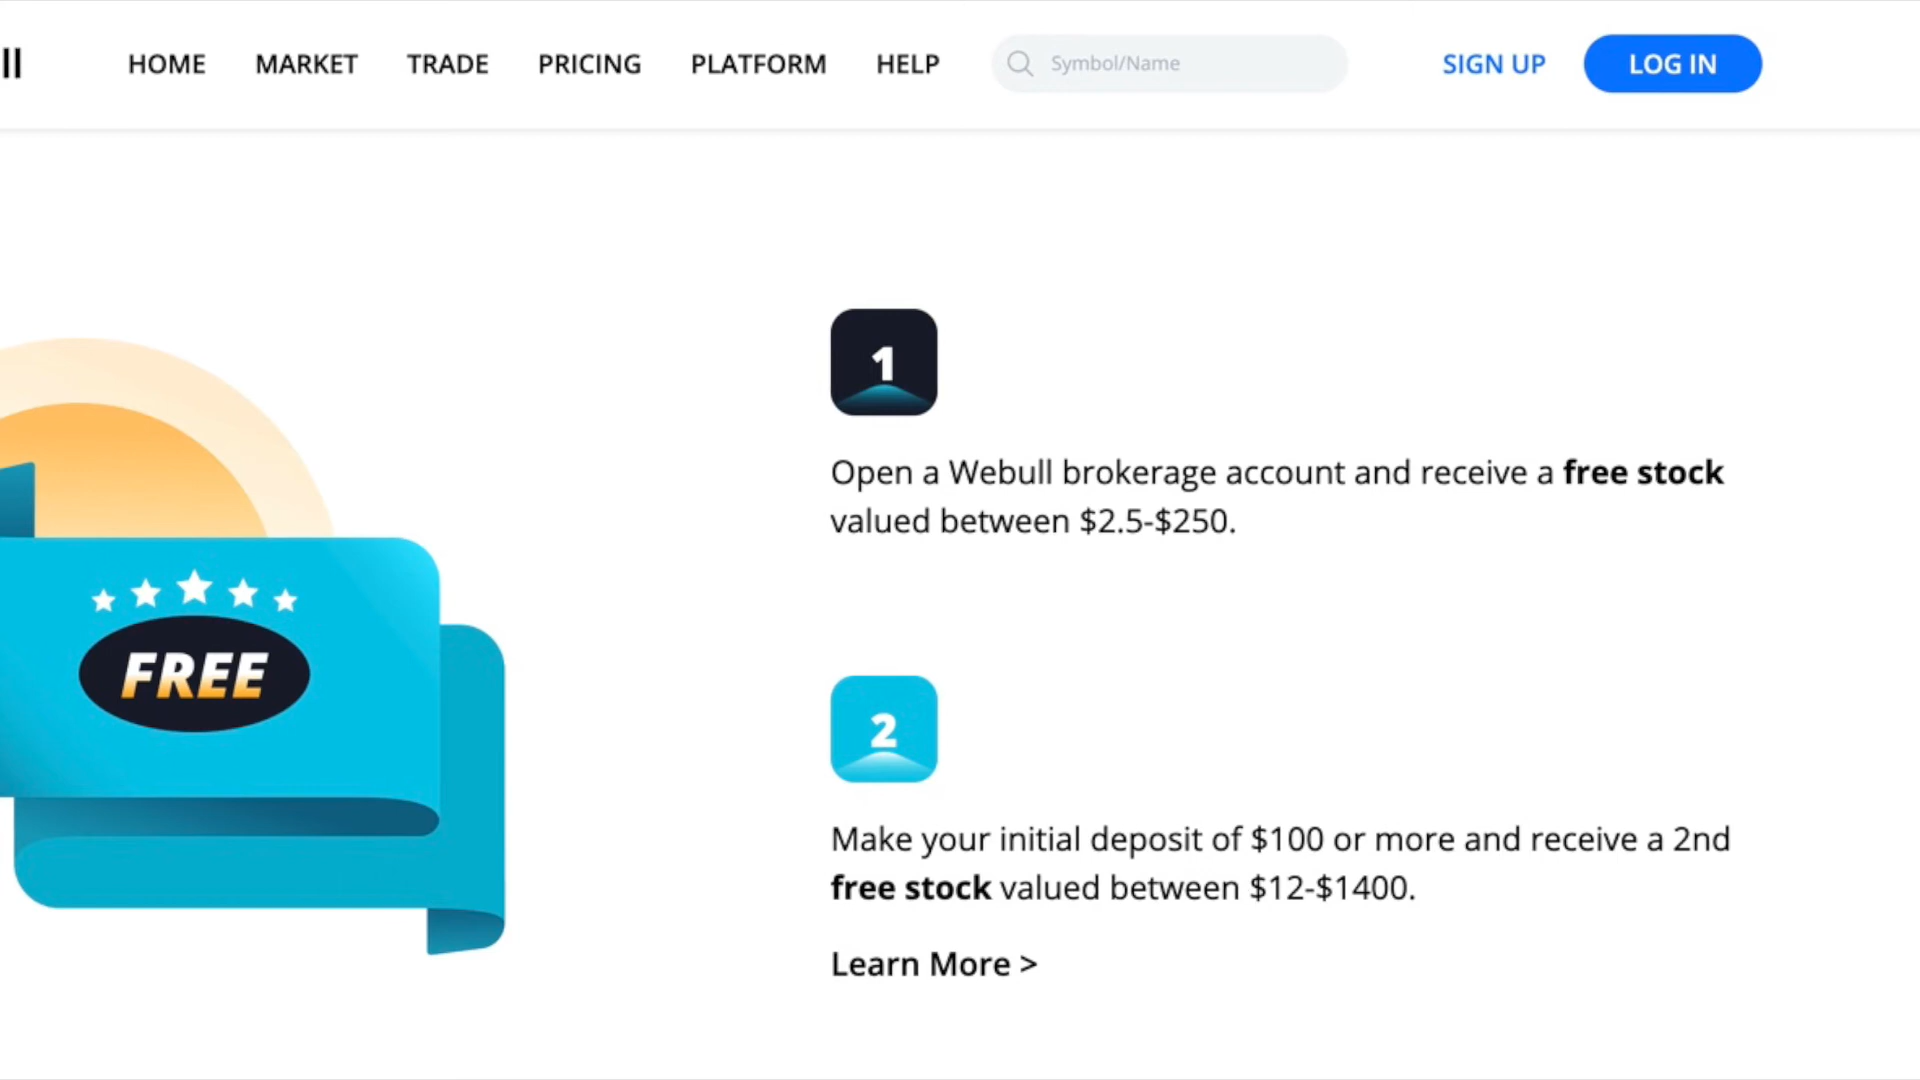 ll
HOME MARKET TRADE PRICING PLATFORM HELP Symbol/Name SIGN UP LOG IN
1
Open a Webull brokerage account and receive a free stock
valued between $2.5-$250.
FREE
2
Make your initial deposit of $100 or more and receive a 2nd
free stock valued between $12-$1400.
Learn More >